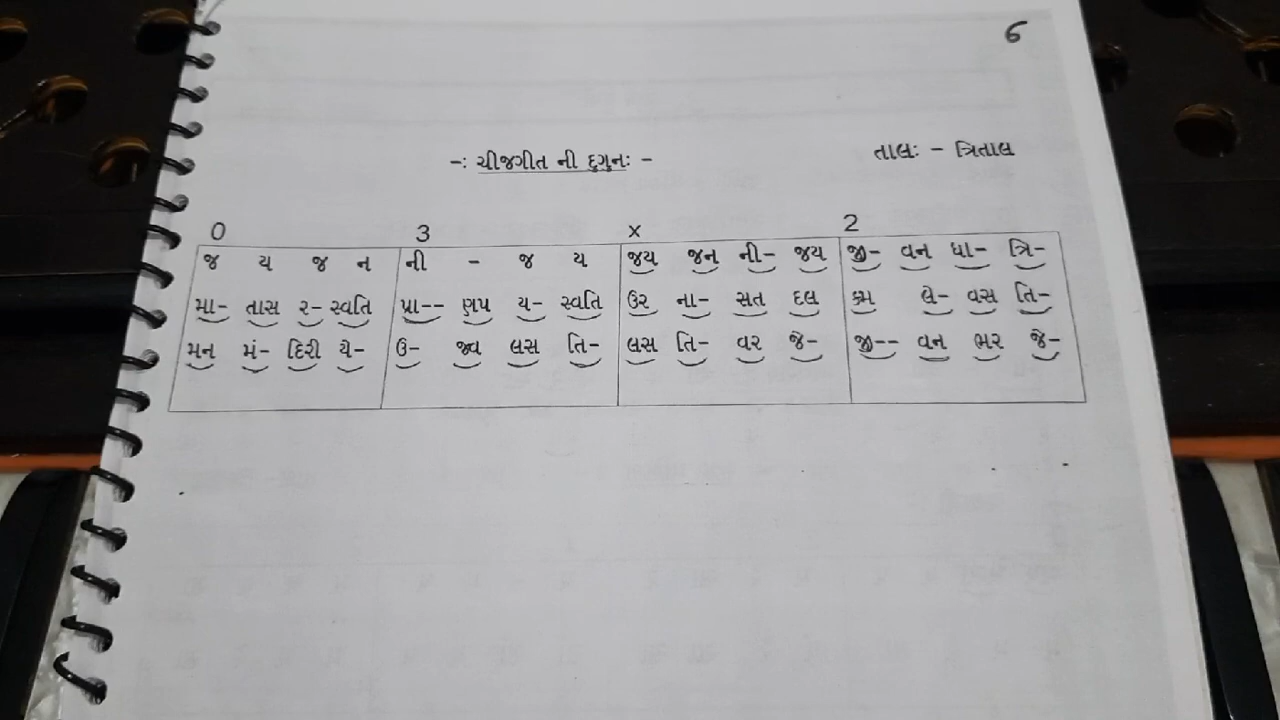 6
-: ચીજગીત ની દુગુનઃ -
તાલઃ - ત્રિતાલ
0 3 x 2
જ ય જ ન ની - જ ય જય જન ની- જય જી- વન ધા- ત્રિ-
મા- તાસ ર- સ્વતિ પ્રા-- ણપ ય- સ્વતિ ઉર ના- સત દલ કમ લે- વસ તિ-
મન મં- દિરી યે- ઉ- જ્વ લસ તિ- લસ તિ- વર જે- જી-- વન ભર જે-